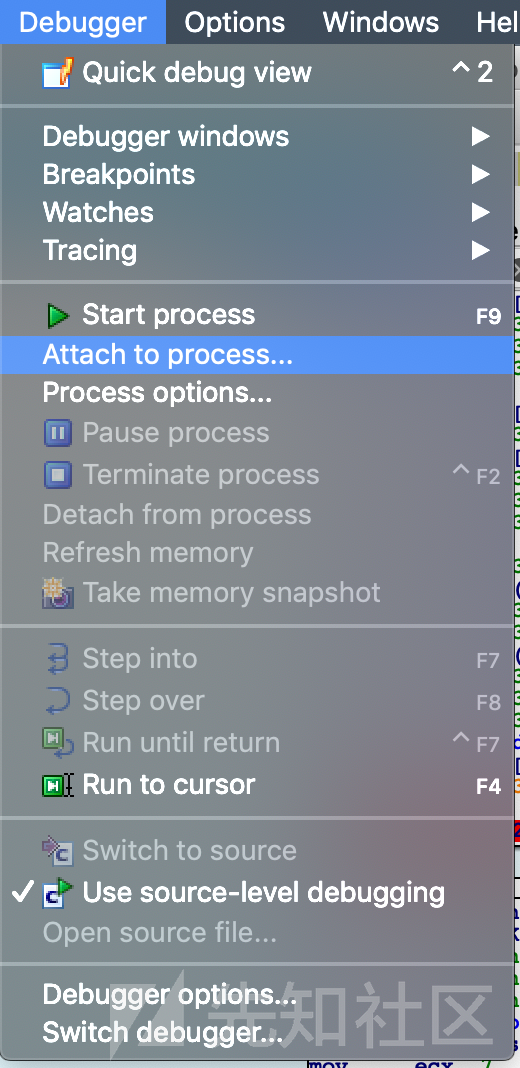 Debugger Options Windows Hel
Quick debug view ^ 2
Debugger windows
Breakpoints
Watches
Tracing
Start process F9
Attach to process...
Process options...
Pause process
Terminate process ^ F2
Detach from process
Refresh memory
Take memory snapshot
Step into F7
Step over F8
Run until return ^ F7
Run to cursor F4
Switch to source
Use source-level debugging
Open source file...
Debugger options...
Switch debugger...
先知社区
mov ecx